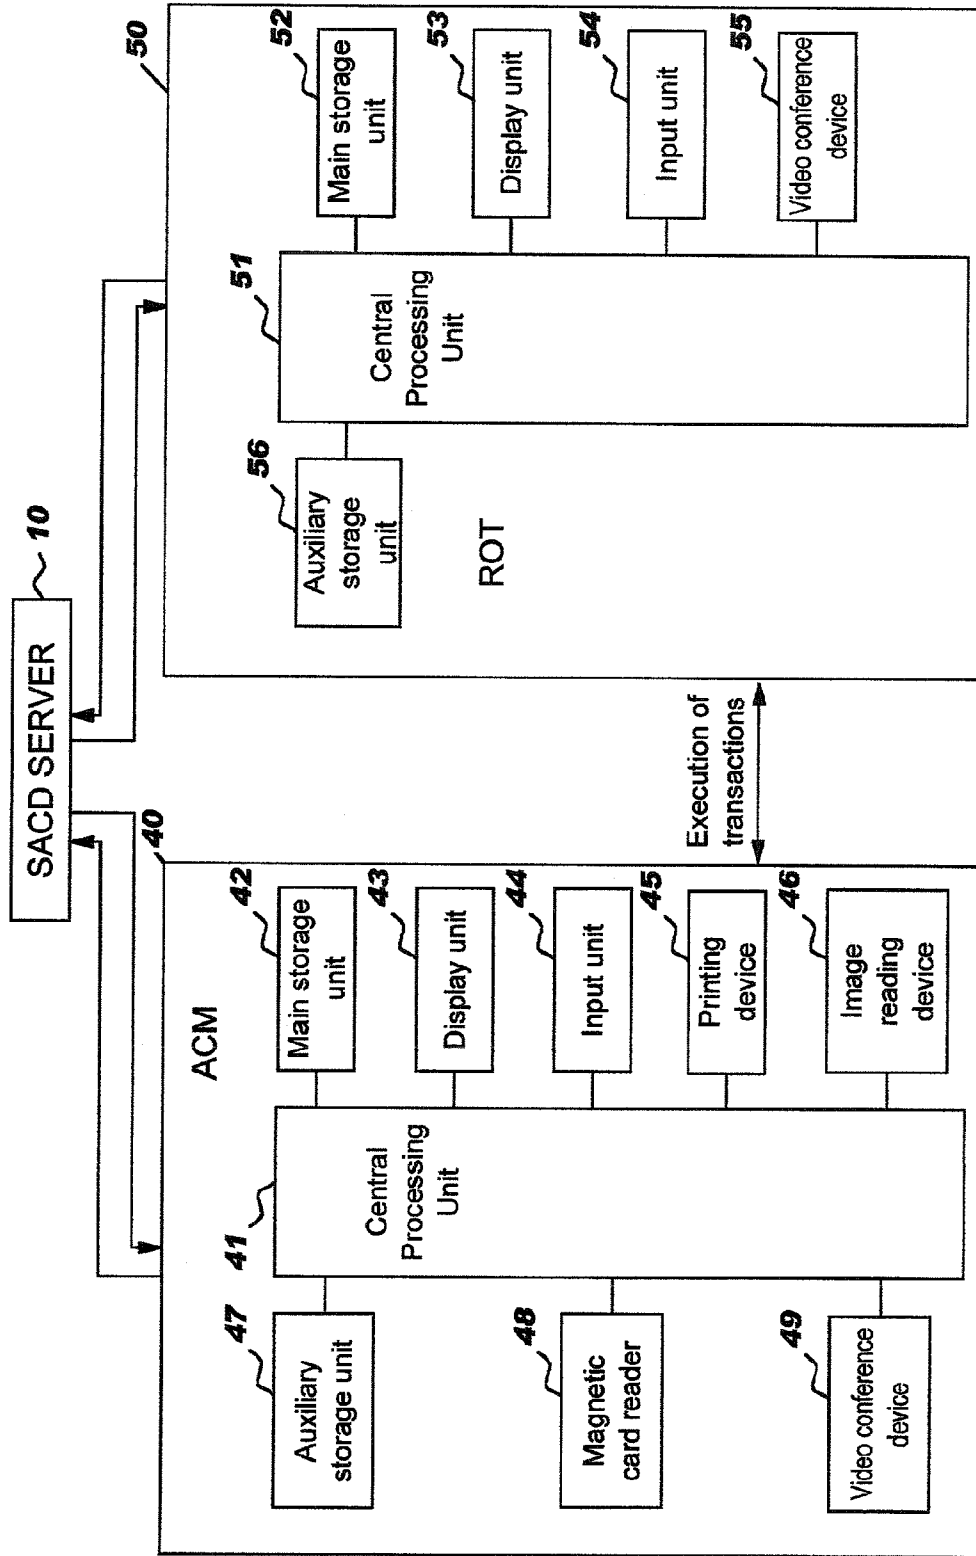 SACD SERVER
10
40
ACM
41
Central
Processing
Unit
42
Main storage
unit
43
Display unit
44
Input unit
45
Printing
device
46
Image
reading
device
47
Auxiliary
storage unit
48
Magnetic
card reader
49
Video conference
device
Execution of
transactions
50
ROT
51
Central
Processing
Unit
52
Main storage
unit
53
Display unit
54
Input unit
55
Video conference
device
56
Auxiliary
storage
unit